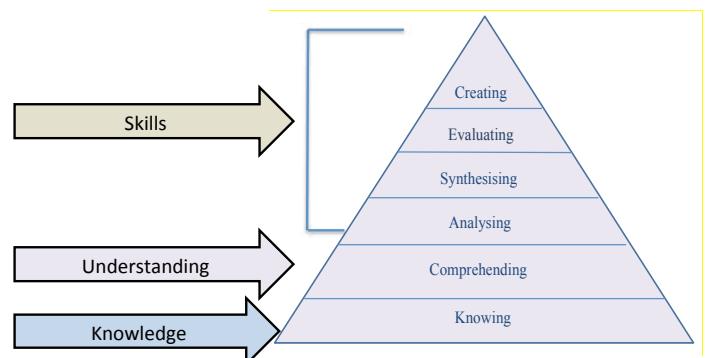 Creating
Skills
Evaluating
Synthesising
Analysing
Understanding
Comprehending
Knowledge
Knowing